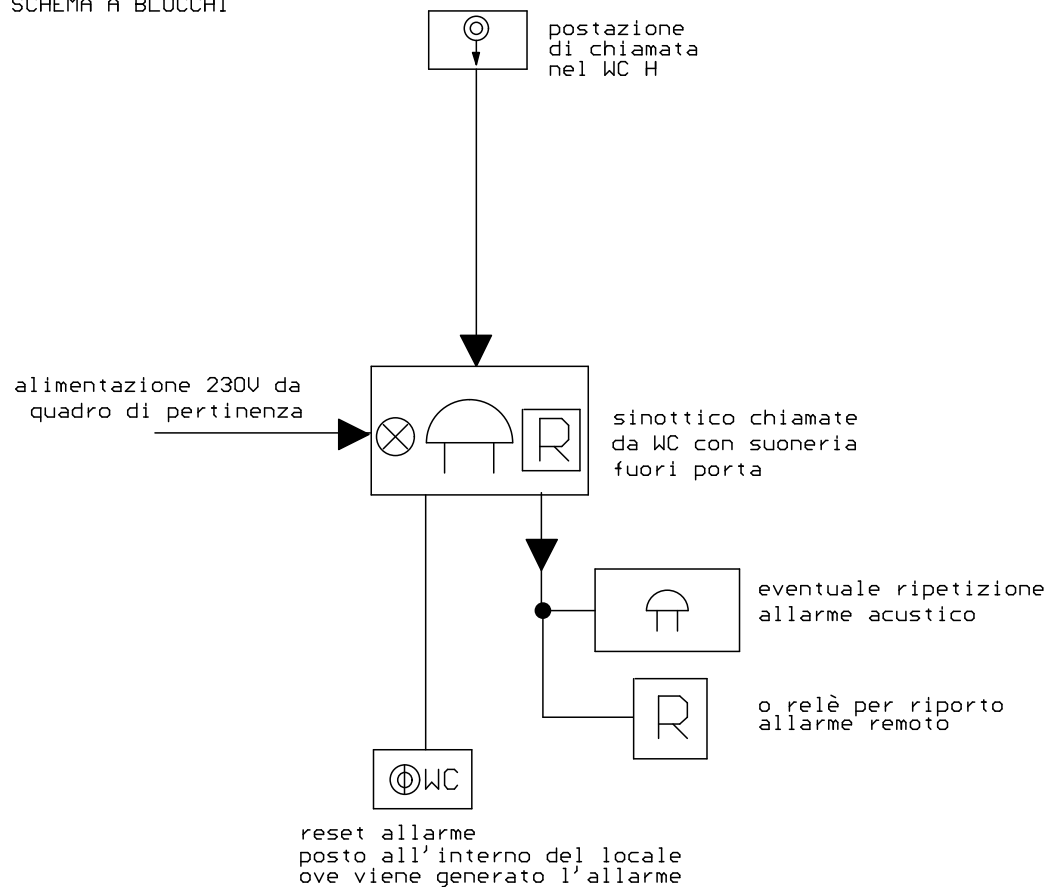 SCHEMA A BLOCCHI
postazione
di chiamata
nel WC H
alimentazione 230V da
quadro di pertinenza
R
sinottico chiamate
da WC con suoneria
fuori porta
eventuale ripetizione
allarme acustico
R
o relè per riporto
allarme remoto
WC
reset allarme
posto all'interno del locale
ove viene generato l'allarme